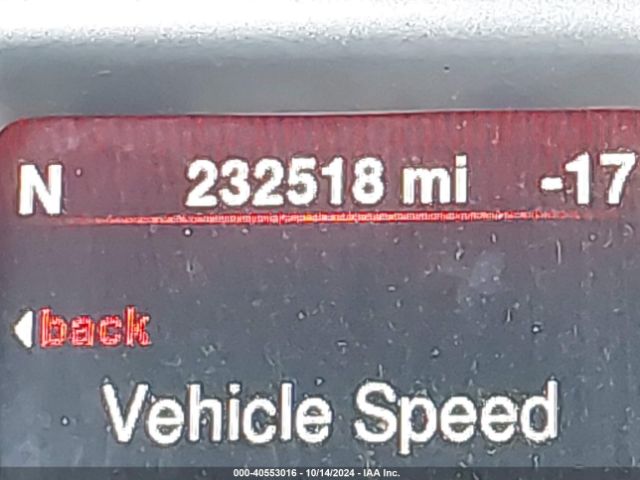 N 232518 mi -17
back
Vehicle Speed
000-40553016 - 10/14/2024 - IAA Inc.